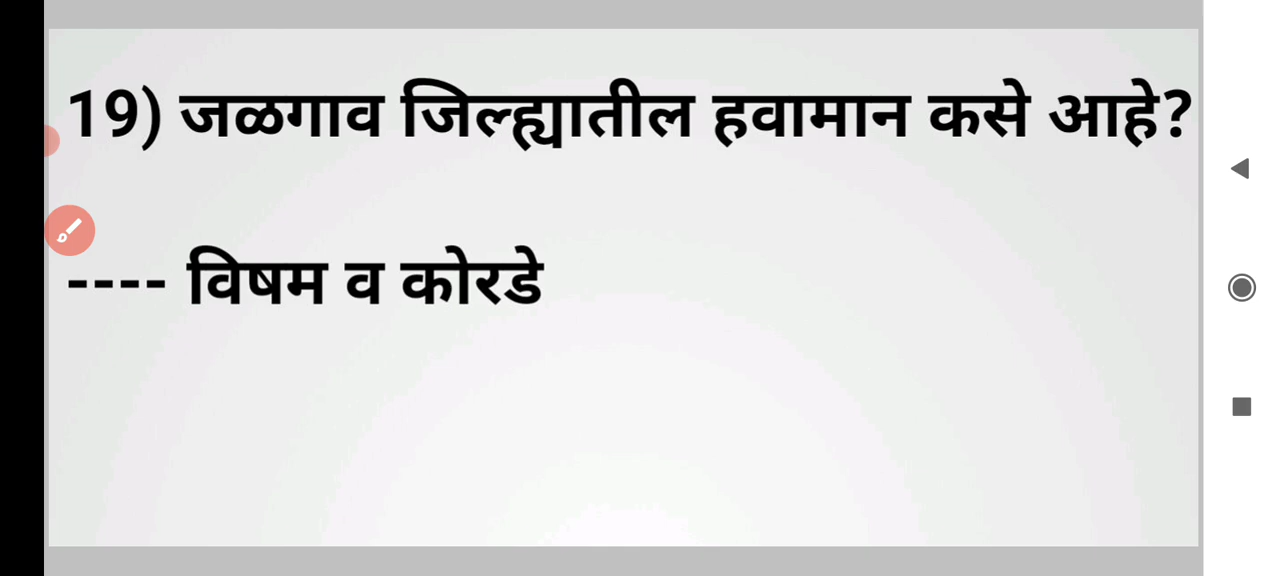 19) जळगाव जिल्ह्यातील हवामान कसे आहे?
---- विषम व कोरडे